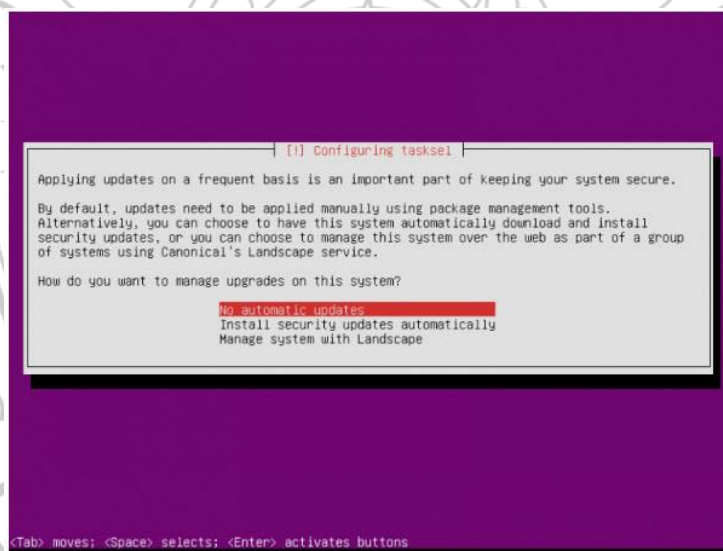 [!] Configuring tasksel
Applying updates on a frequent basis is an important part of keeping your system secure.
By default, updates need to be applied manually using package management tools.
Alternatively, you can choose to have this system automatically download and install
security updates, or you can choose to manage this system over the web as part of a group
of systems using Canonical's Landscape service.
How do you want to manage upgrades on this system?
No automatic updates
Install security updates automatically
Manage system with Landscape
<Tab> moves; <Space> selects; <Enter> activates buttons